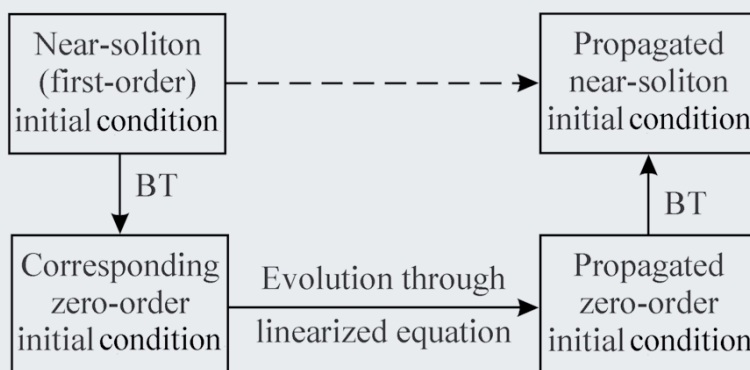 Near-soliton
(first-order)
initial condition
Propagated
near-soliton
initial condition
BT
BT
Corresponding
zero-order
initial condition
Evolution through
linearized equation
Propagated
zero-order
initial condition